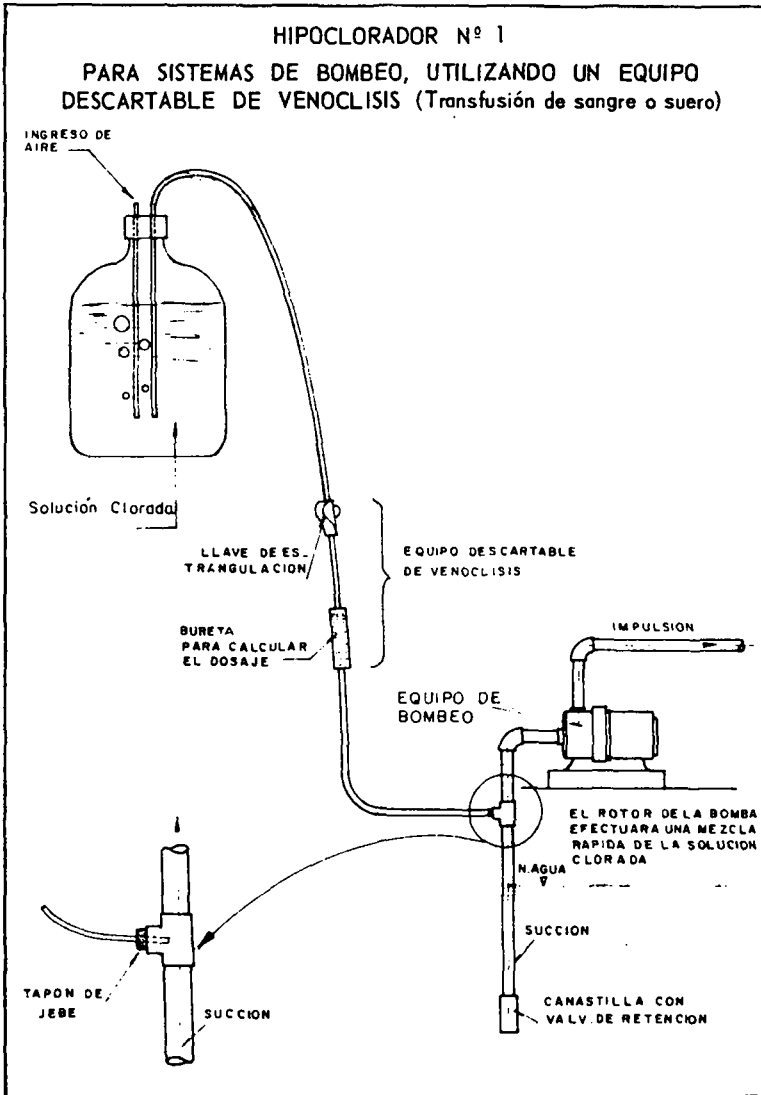 HIPOCLORADOR Nº 1
PARA SISTEMAS DE BOMBEO, UTILIZANDO UN EQUIPO
DESCARTABLE DE VENOCLISIS (Transfusión de sangre o suero)
INGRESO DE
AIRE
Solución Clorada
LLAVE DE ES_
TRANGULACION
EQUIPO DESCARTABLE
DE VENOCLISIS
BURETA
PARA CALCULAR
EL DOSAJE
IMPULSION
EQUIPO DE
BOMBEO
EL ROTOR DE LA BOMBA
EFECTUARA UNA MEZCLA
RAPIDA DE LA SOLUCION
CLORADA
N.AGUA
SUCCION
TAPON DE
JEBE
SUCCION
CANASTILLA CON
VALV. DE RETENCION